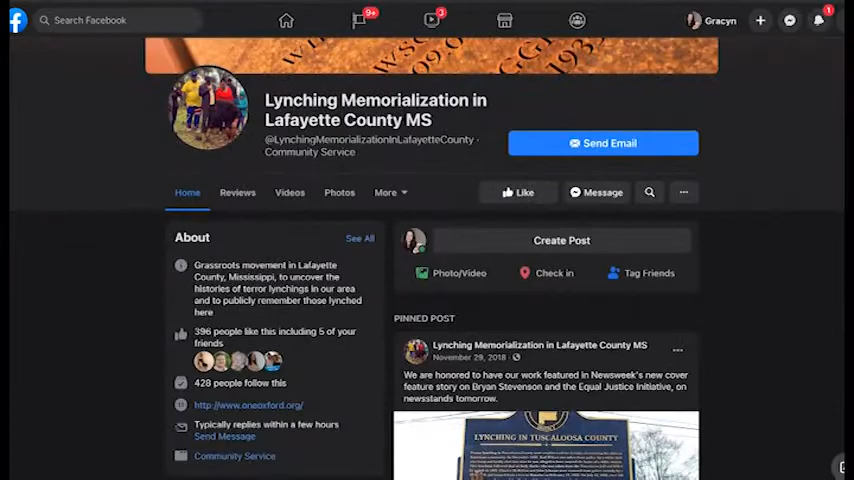 Search Facebook
9+
3
Gracyn
1
Lynching Memorialization in
Lafayette County MS
@LynchingMemorializationInLafayetteCounty ·
Community Service
Send Email
Home
Reviews
Videos
Photos
More
Like
Message
About
See All
Grassroots movement in Lafayette
County, Mississippi, to uncover the
histories of terror lynchings in our area
and to publicly remember those lynched
here
396 people like this including 5 of your
friends
428 people follow this
http://www.oneoxford.org/
Typically replies within a few hours
Send Message
Community Service
Create Post
Photo/Video
Check in
Tag Friends
PINNED POST
Lynching Memorialization in Lafayette County MS
November 29, 2018 ·
We are honored to have our work featured in Newsweek's new cover
feature story on Bryan Stevenson and the Equal Justice Initiative, on
newsstands tomorrow.
LYNCHING IN TUSCALOOSA COUNTY